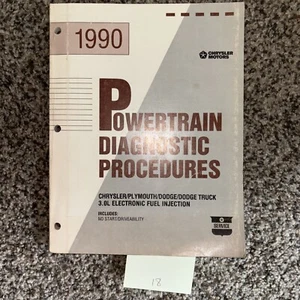 1990
CHRYSLER
MOTORS
POWERTRAIN
DIAGNOSTIC
PROCEDURES
CHRYSLER/PLYMOUTH/DODGE/DODGE TRUCK
3.0L ELECTRONIC FUEL INJECTION
INCLUDES:
NO START/DRIVEABILITY
SERVICE
18